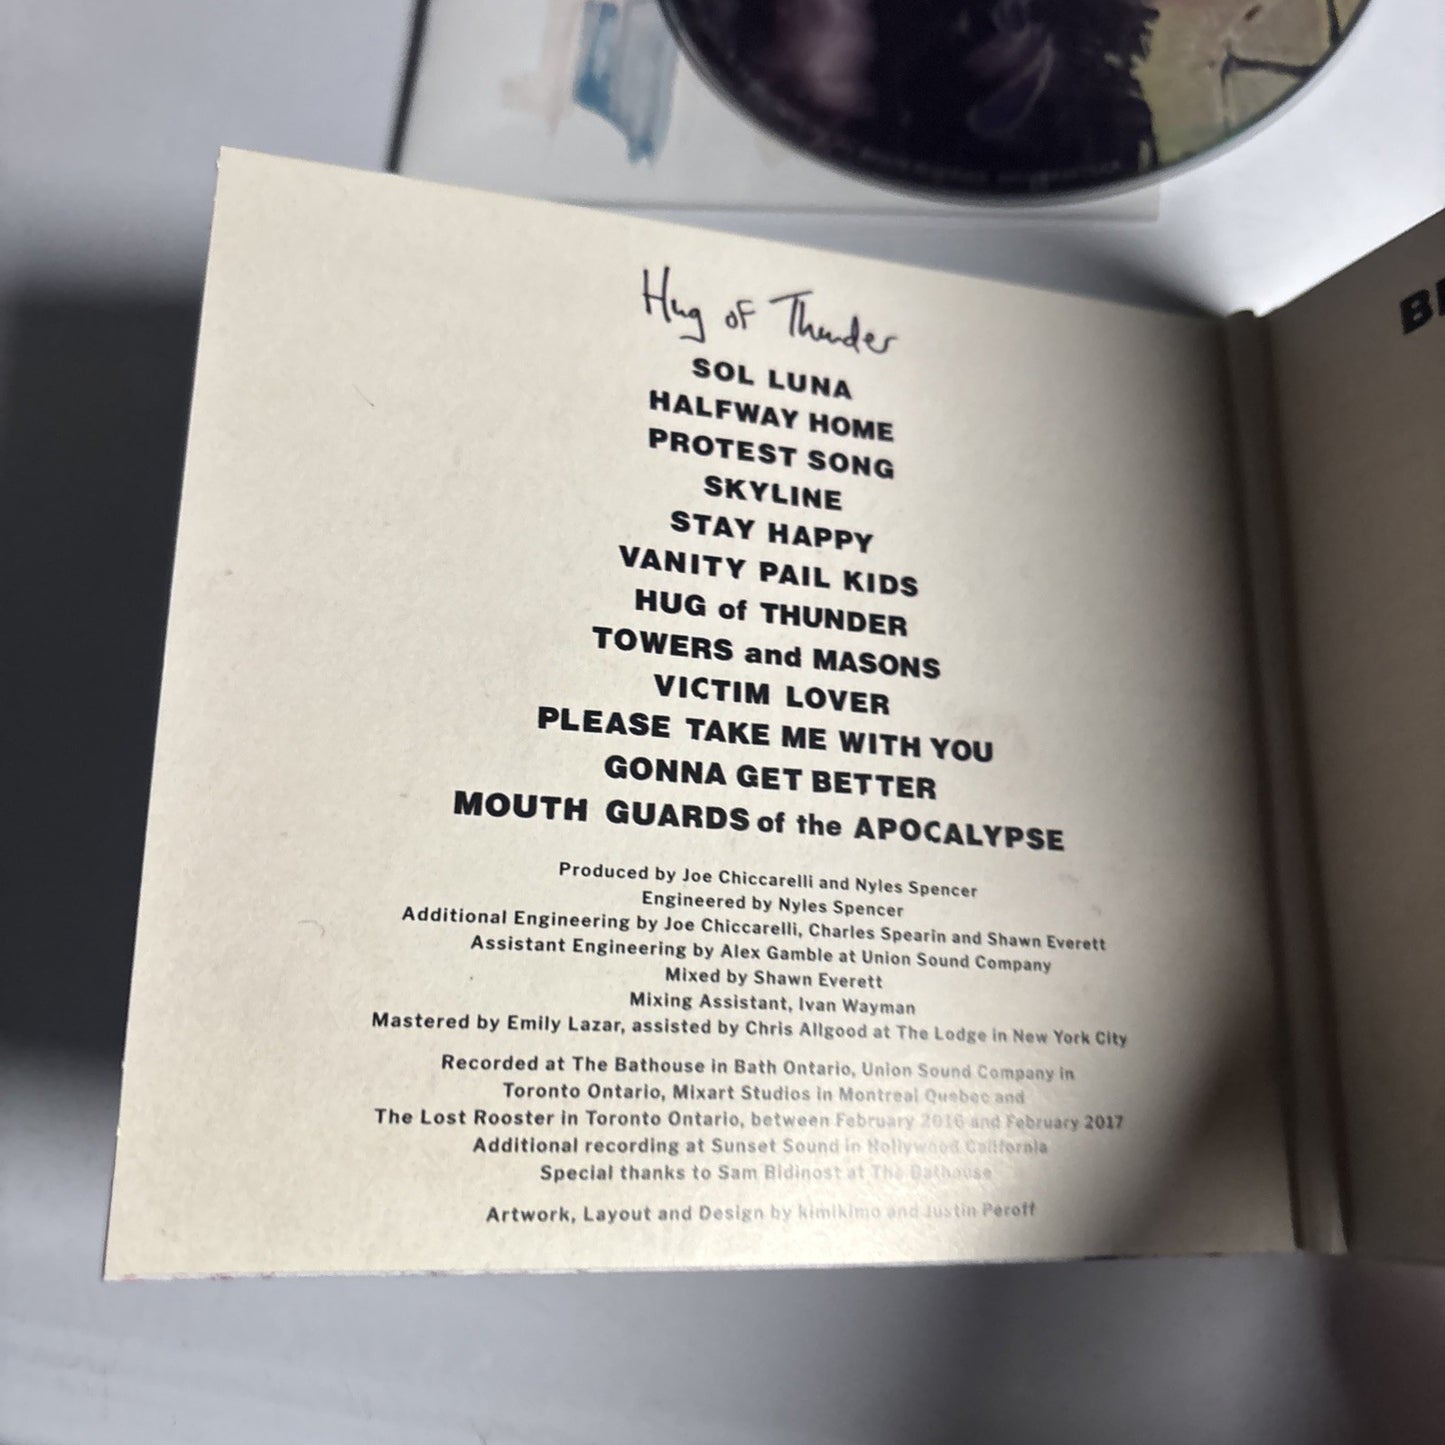 Hug of Thunder
SOL LUNA
HALFWAY HOME
PROTEST SONG
SKYLINE
STAY HAPPY
VANITY PAIL KIDS
HUG of THUNDER
TOWERS and MASONS
VICTIM LOVER
PLEASE TAKE ME WITH YOU
GONNA GET BETTER
MOUTH GUARDS of the APOCALYPSE
Produced by Joe Chiccarelli and Nyles Spencer
Engineered by Nyles Spencer
Additional Engineering by Joe Chiccarelli, Charles Spearin and Shawn Everett
Assistant Engineering by Alex Gamble at Union Sound Company
Mixed by Shawn Everett
Mixing Assistant, Ivan Wayman
Mastered by Emily Lazar, assisted by Chris Allgood at The Lodge in New York City
Recorded at The Bathouse in Bath Ontario, Union Sound Company in
Toronto Ontario, Mixart Studios in Montreal Quebec and
The Lost Rooster in Toronto Ontario, between February 2016 and February 2017
Additional recording at Sunset Sound in Hollywood California
Special thanks to Sam Bidinost at The Bathouse
Artwork, Layout and Design by kimikimo and Justin Peroff